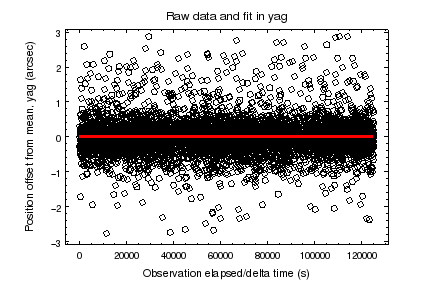 Raw data and fit in yag
Position offset from mean, yag (arcsec)
3
2
1
0
-1
-2
-3
0 20000 40000 60000 80000 100000 120000
Observation elapsed/delta time (s)